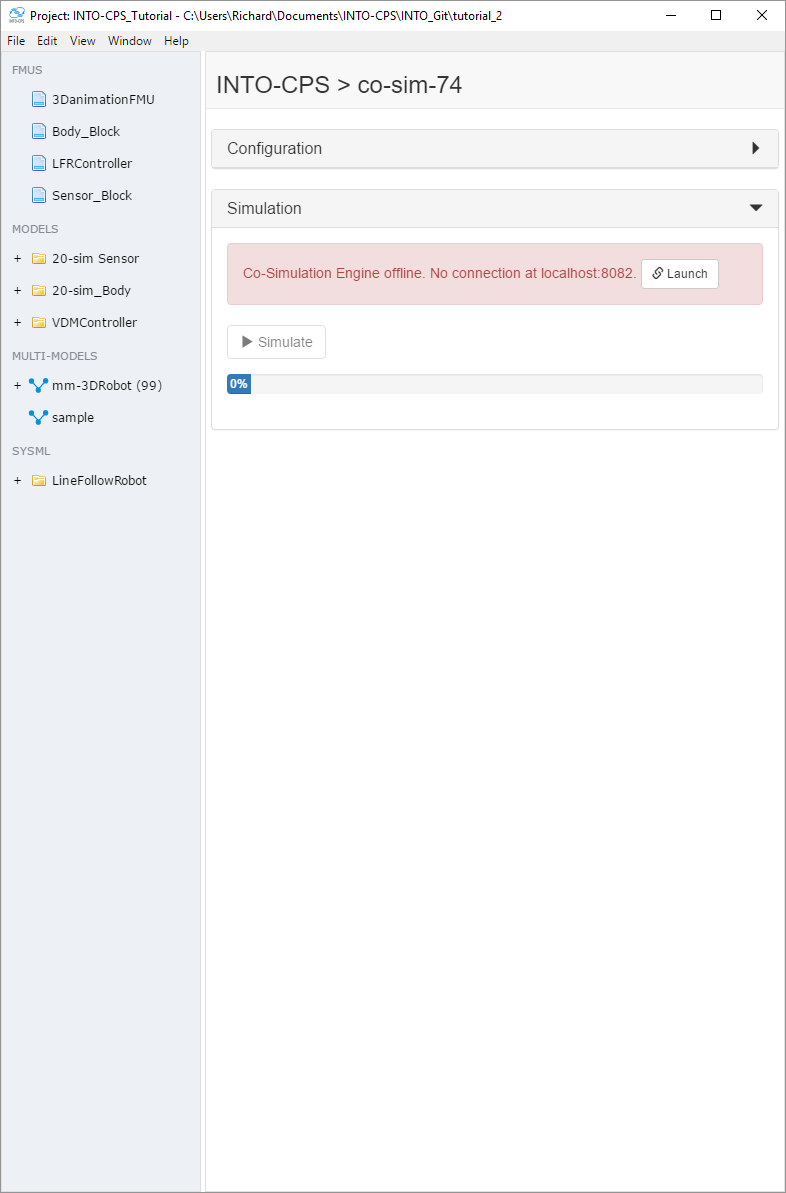 Project: INTO-CPS_Tutorial - C:\Users\Richard\Documents\INTO-CPS\INTO_Git\tutorial_2
File Edit View Window Help
FMUS
3DanimationFMU
Body_Block
LFRController
Sensor_Block
MODELS
+ 20-sim Sensor
+ 20-sim_Body
+ VDMController
MULTI-MODELS
+ mm-3DRobot (99)
sample
SYSML
+ LineFollowRobot
INTO-CPS > co-sim-74
Configuration
Simulation
Co-Simulation Engine offline. No connection at localhost:8082. Launch
Simulate
0%